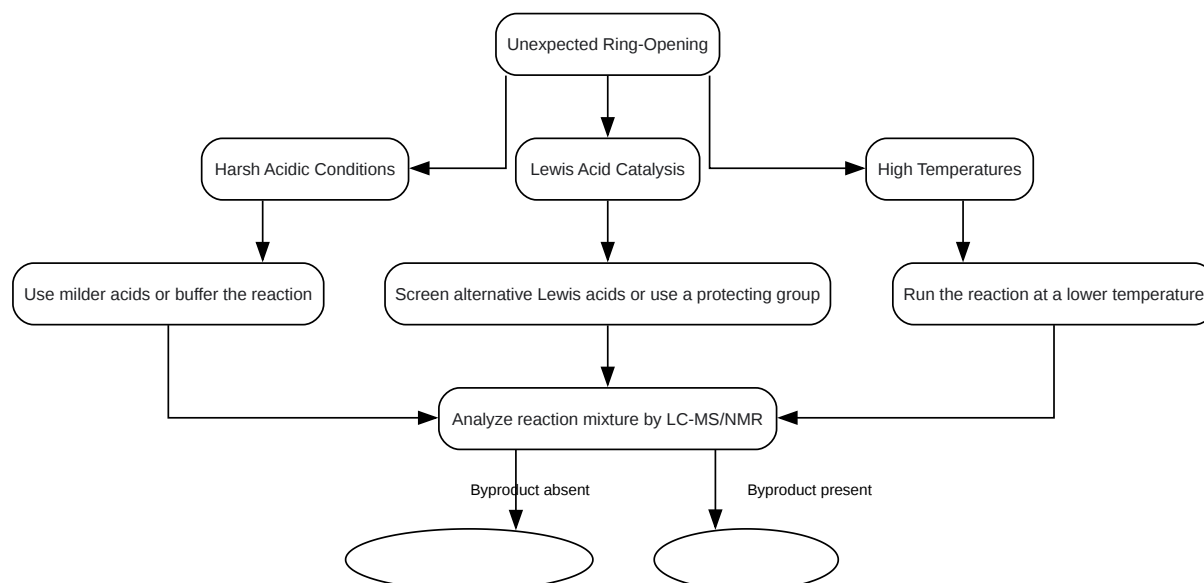 Unexpected Ring-Opening
Harsh Acidic Conditions
Lewis Acid Catalysis
High Temperatures
Use milder acids or buffer the reaction
Screen alternative Lewis acids or use a protecting group
Run the reaction at a lower temperature
Analyze reaction mixture by LC-MS/NMR
Byproduct absent
Byproduct present